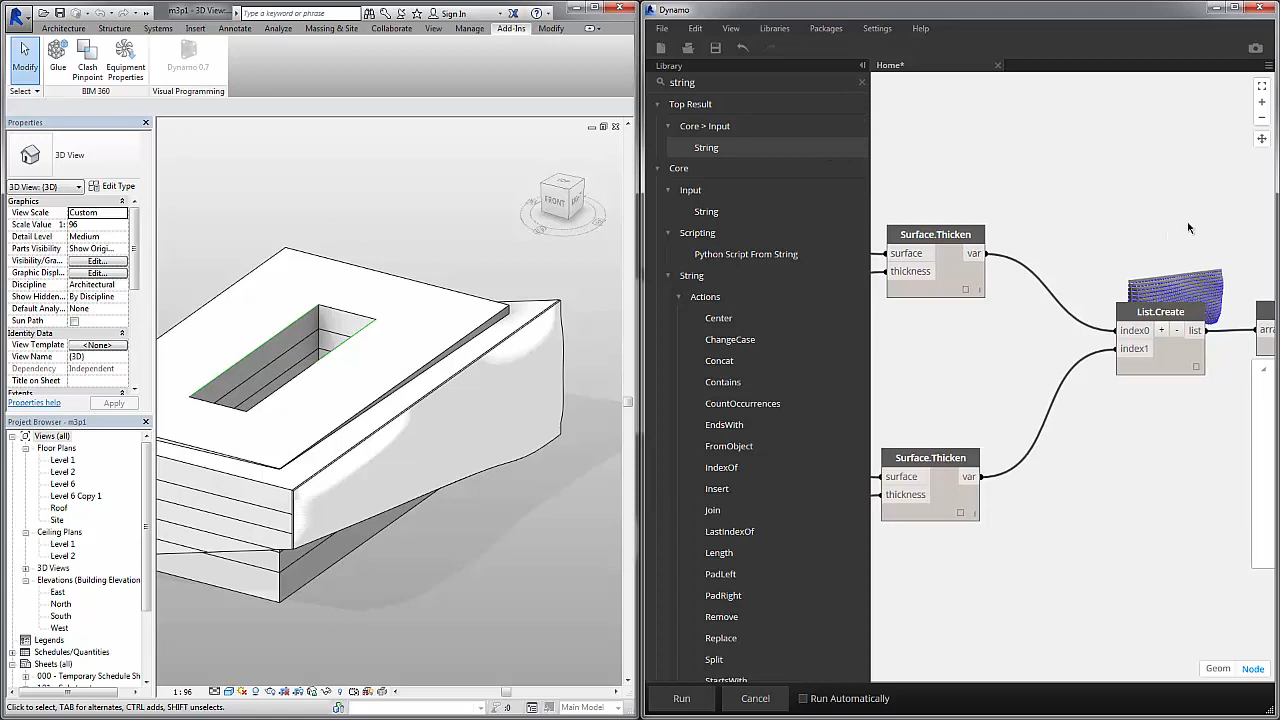 m3p1 - 3D View...
Type a keyword or phrase
Sign In
Architecture Structure Systems Insert Annotate Analyze Massing & Site Collaborate View Manage Add-Ins Modify
Modify
Glue
Clash Pinpoint
Equipment Properties
Dynamo 0.7
Select
BIM 360
Visual Programming
Properties
3D View
3D View: {3D}
Edit Type
Graphics
View Scale Custom
Scale Value 1: 96
Detail Level Medium
Parts Visibility Show Origi...
Visibility/Gra... Edit...
Graphic Displ... Edit...
Discipline Architectural
Show Hidden... By Discipline
Default Analy... None
Sun Path
Identity Data
View Template <None>
View Name {3D}
Dependency Independent
Title on Sheet
Extents
Properties help
Apply
Project Browser - m3p1
Views (all)
Floor Plans
Level 1
Level 2
Level 6
Level 6 Copy 1
Roof
Site
Ceiling Plans
Level 1
Level 2
3D Views
Elevations (Building Elevation
East
North
South
West
Legends
Schedules/Quantities
Sheets (all)
000 - Temporary Schedule Sh
TOP
FRONT
1 : 96
Click to select, TAB for alternates, CTRL adds, SHIFT unselects.
:0
Main Model
Dynamo
File Edit View Libraries Packages Settings Help
Library
Home*
string
Top Result
Core > Input
String
Core
Input
String
Scripting
Python Script From String
String
Actions
Center
ChangeCase
Concat
Contains
CountOccurrences
EndsWith
FromObject
IndexOf
Insert
Join
LastIndexOf
Length
PadLeft
PadRight
Remove
Replace
Split
StartsWith
Surface.Thicken
surface var
thickness
List.Create
index0 + - list
index1
arra
Surface.Thicken
surface var
thickness
Geom Node
Run Cancel Run Automatically